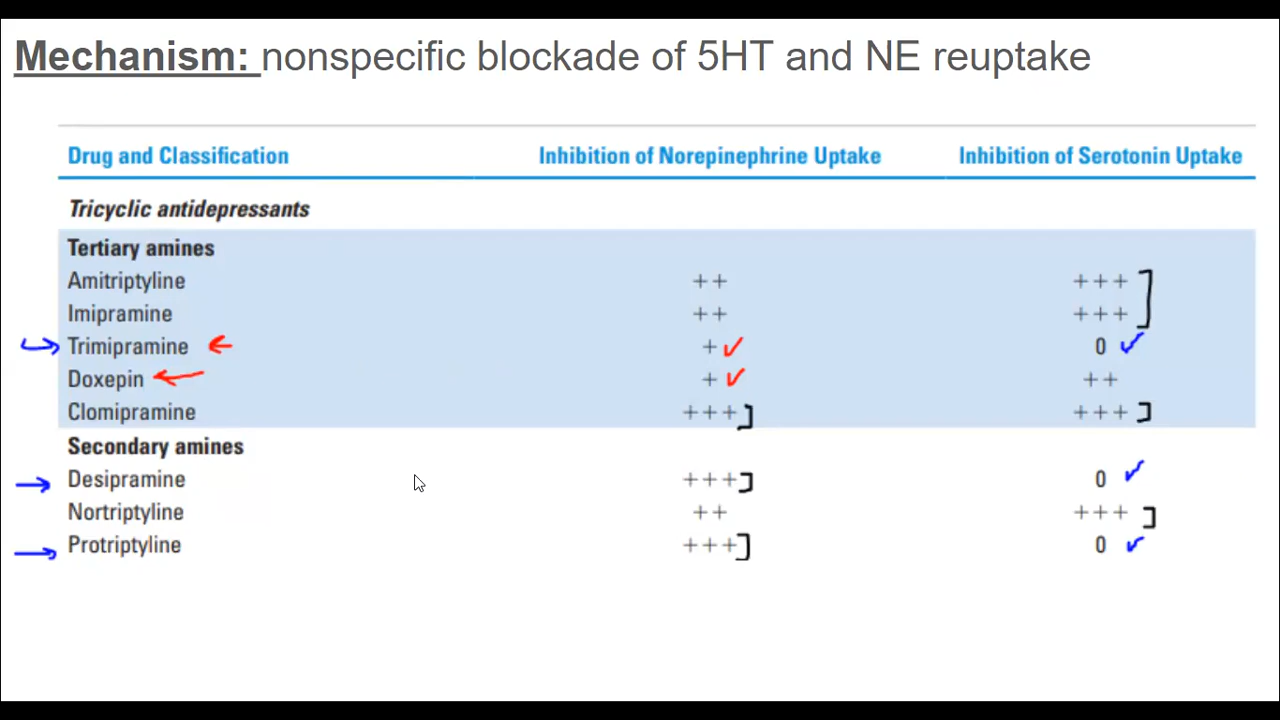 Mechanism: nonspecific blockade of 5HT and NE reuptake
Drug and Classification Inhibition of Norepinephrine Uptake Inhibition of Serotonin Uptake
Tricyclic antidepressants
Tertiary amines
Amitriptyline ++ +++
Imipramine ++ +++
Trimipramine + 0
Doxepin + ++
Clomipramine +++ +++
Secondary amines
Desipramine +++ 0
Nortriptyline ++ +++
Protriptyline +++ 0